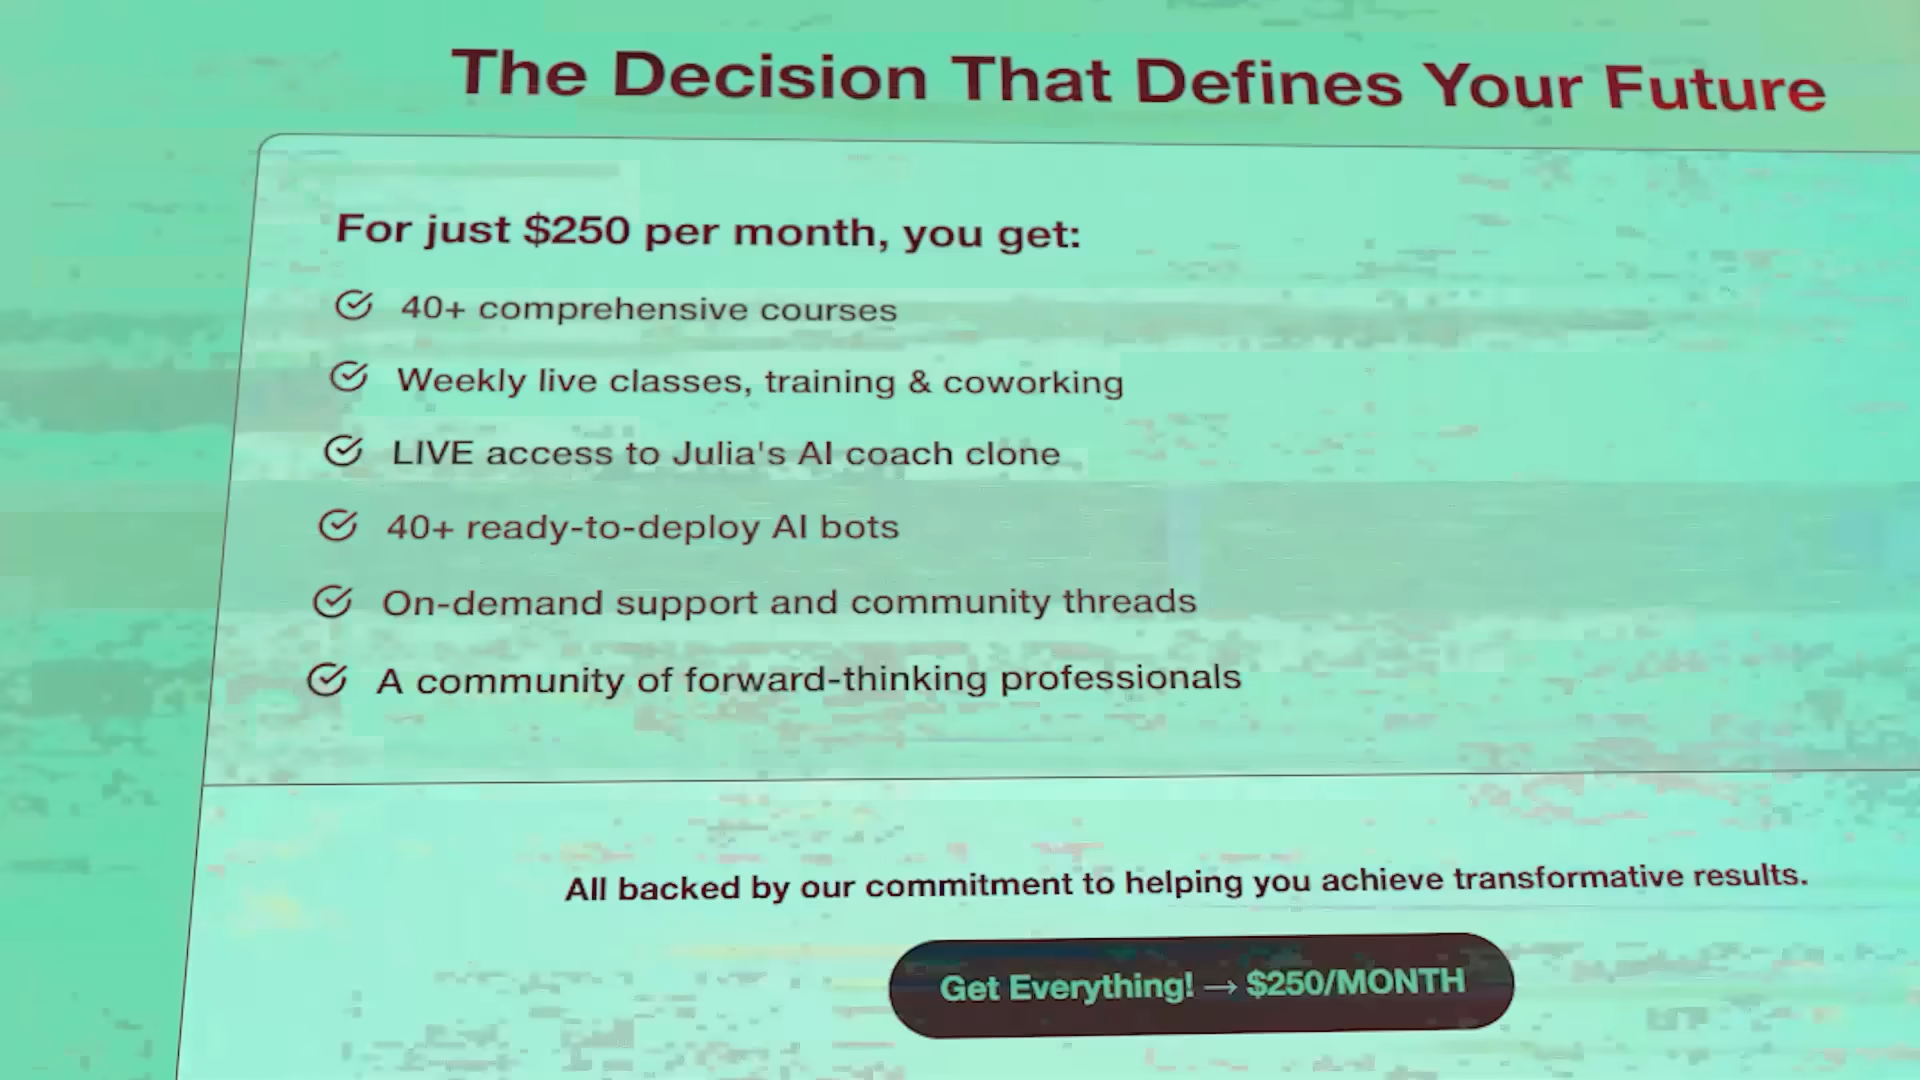 The Decision That Defines Your Future
For just $250 per month, you get:
40+ comprehensive courses
Weekly live classes, training & coworking
LIVE access to Julia's AI coach clone
40+ ready-to-deploy AI bots
On-demand support and community threads
A community of forward-thinking professionals
All backed by our commitment to helping you achieve transformative results.
Get Everything! → $250/MONTH